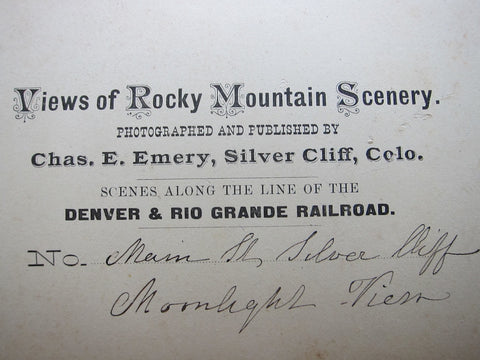 Views of Rocky Mountain Scenery.
PHOTOGRAPHED AND PUBLISHED BY
Chas. E. Emery, Silver Cliff, Colo.
SCENES ALONG THE LINE OF THE
DENVER & RIO GRANDE RAILROAD.
No. Main St, Silver Cliff
Moonlight View